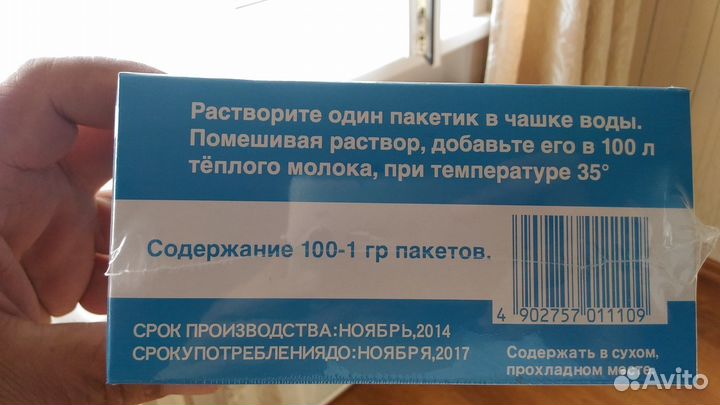 Растворите один пакетик в чашке воды.
Помешивая раствор, добавьте его в 100 л
тёплого молока, при температуре 35°
Содержание 100-1 гр пакетов.
4 902757 011109
СРОК ПРОИЗВОДСТВА:НОЯБРЬ,2014
СРОКУПОТРЕБЛЕНИЯДО:НОЯБРЯ,2017
Содержать в сухом,
прохладном месте.
Avito